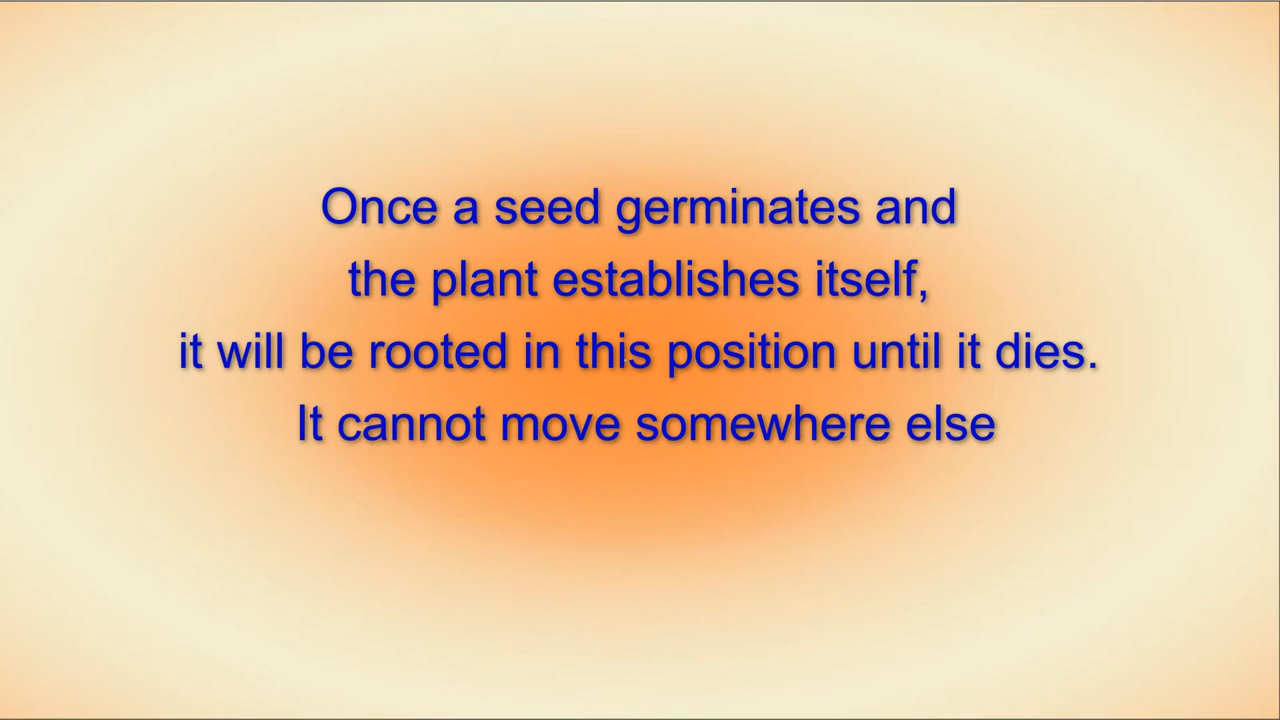 Once a seed germinates and
the plant establishes itself,
it will be rooted in this position until it dies.
It cannot move somewhere else